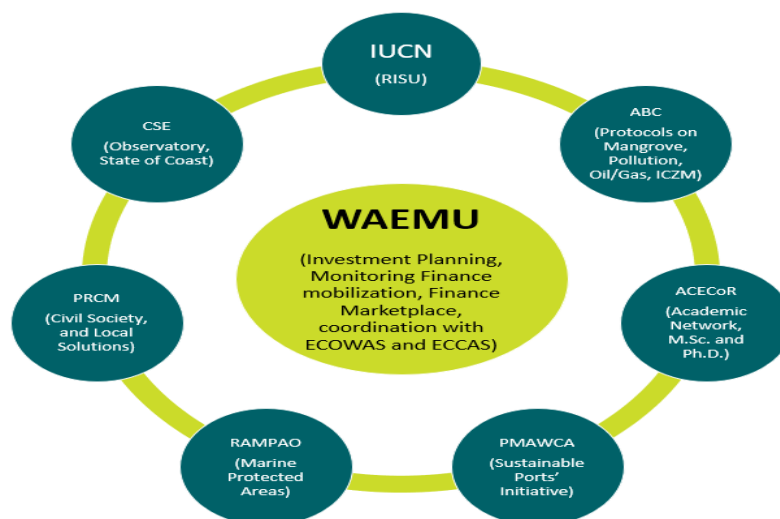 IUCN
(RISU)
ABC
(Protocols on
Mangrove,
Pollution,
Oil/Gas, ICZM)
ACECoR
(Academic
Network,
M.Sc. and
Ph.D.)
PMAWCA
(Sustainable
Ports’
Initiative)
RAMPAO
(Marine
Protected
Areas)
PRCM
(Civil Society,
and Local
Solutions)
CSE
(Observatory,
State of Coast)
WAEMU
(Investment Planning,
Monitoring Finance
mobilization, Finance
Marketplace,
coordination with
ECOWAS and ECCAS)